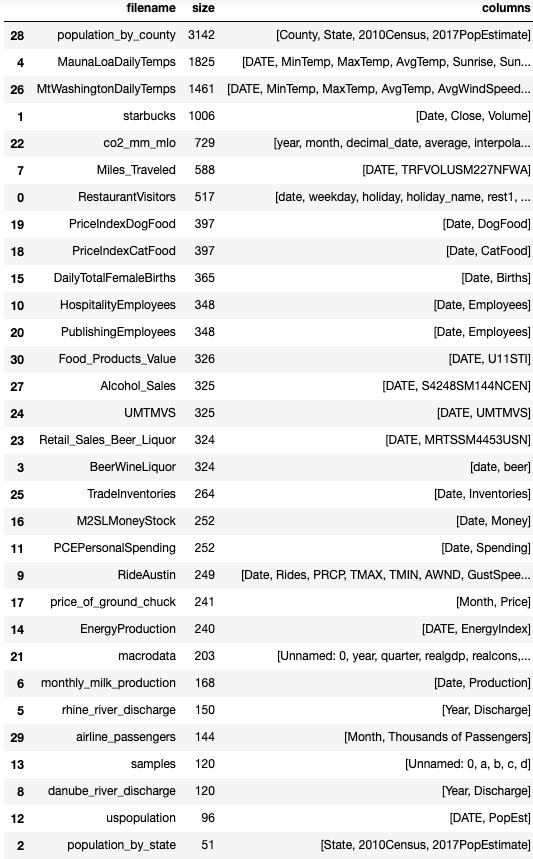 filename size columns
28 population_by_county 3142 [County, State, 2010Census, 2017PopEstimate]
4 MaunaLoaDailyTemps 1825 [DATE, MinTemp, MaxTemp, AvgTemp, Sunrise, Sun...
26 MtWashingtonDailyTemps 1461 [DATE, MinTemp, MaxTemp, AvgTemp, AvgWindSpeed...
1 starbucks 1006 [Date, Close, Volume]
22 co2_mm_mlo 729 [year, month, decimal_date, average, interpola...
7 Miles_Traveled 588 [DATE, TRFVOLUSM227NFWA]
0 RestaurantVisitors 517 [date, weekday, holiday, holiday_name, rest1, ...
19 PriceIndexDogFood 397 [Date, DogFood]
18 PriceIndexCatFood 397 [Date, CatFood]
15 DailyTotalFemaleBirths 365 [Date, Births]
10 HospitalityEmployees 348 [Date, Employees]
20 PublishingEmployees 348 [Date, Employees]
30 Food_Products_Value 326 [DATE, U11STI]
27 Alcohol_Sales 325 [DATE, S4248SM144NCEN]
24 UMTMVS 325 [DATE, UMTMVS]
23 Retail_Sales_Beer_Liquor 324 [DATE, MRTSSM4453USN]
3 BeerWineLiquor 324 [date, beer]
25 TradeInventories 264 [Date, Inventories]
16 M2SLMoneyStock 252 [Date, Money]
11 PCEPersonalSpending 252 [Date, Spending]
9 RideAustin 249 [Date, Rides, PRCP, TMAX, TMIN, AWND, GustSpee...
17 price_of_ground_chuck 241 [Month, Price]
14 EnergyProduction 240 [DATE, EnergyIndex]
21 macrodata 203 [Unnamed: 0, year, quarter, realgdp, realcons,...
6 monthly_milk_production 168 [Date, Production]
5 rhine_river_discharge 150 [Year, Discharge]
29 airline_passengers 144 [Month, Thousands of Passengers]
13 samples 120 [Unnamed: 0, a, b, c, d]
8 danube_river_discharge 120 [Year, Discharge]
12 uspopulation 96 [DATE, PopEst]
2 population_by_state 51 [State, 2010Census, 2017PopEstimate]